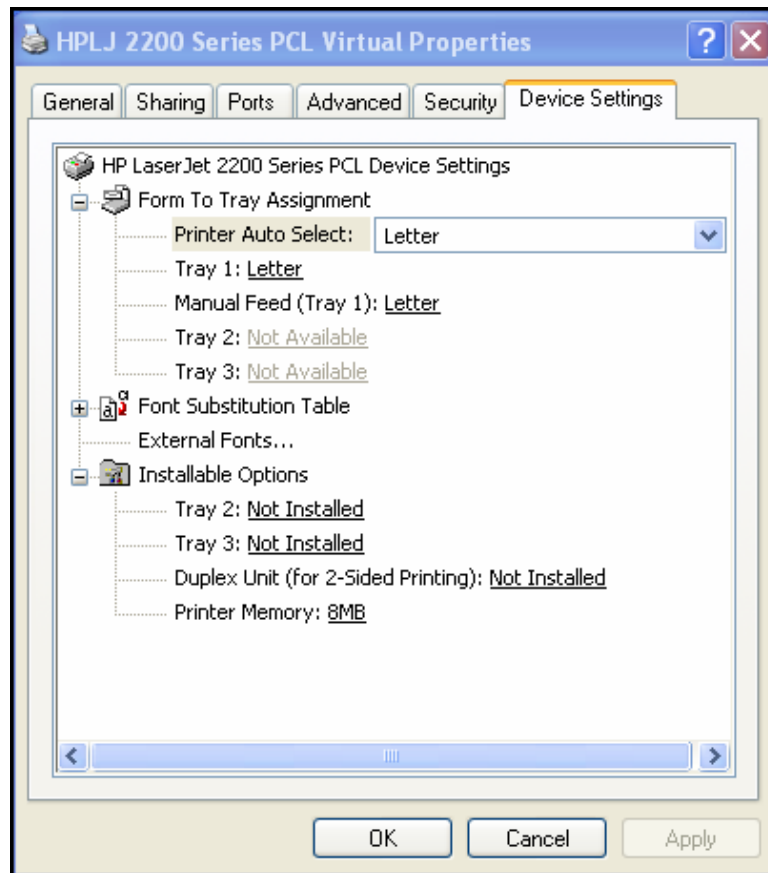 HPLJ 2200 Series PCL Virtual Properties
General Sharing Ports Advanced Security Device Settings
HP LaserJet 2200 Series PCL Device Settings
Form To Tray Assignment
Printer Auto Select: Letter
Tray 1: Letter
Manual Feed (Tray 1): Letter
Tray 2: Not Available
Tray 3: Not Available
Font Substitution Table
External Fonts...
Installable Options
Tray 2: Not Installed
Tray 3: Not Installed
Duplex Unit (for 2-Sided Printing): Not Installed
Printer Memory: 8MB
OK Cancel Apply